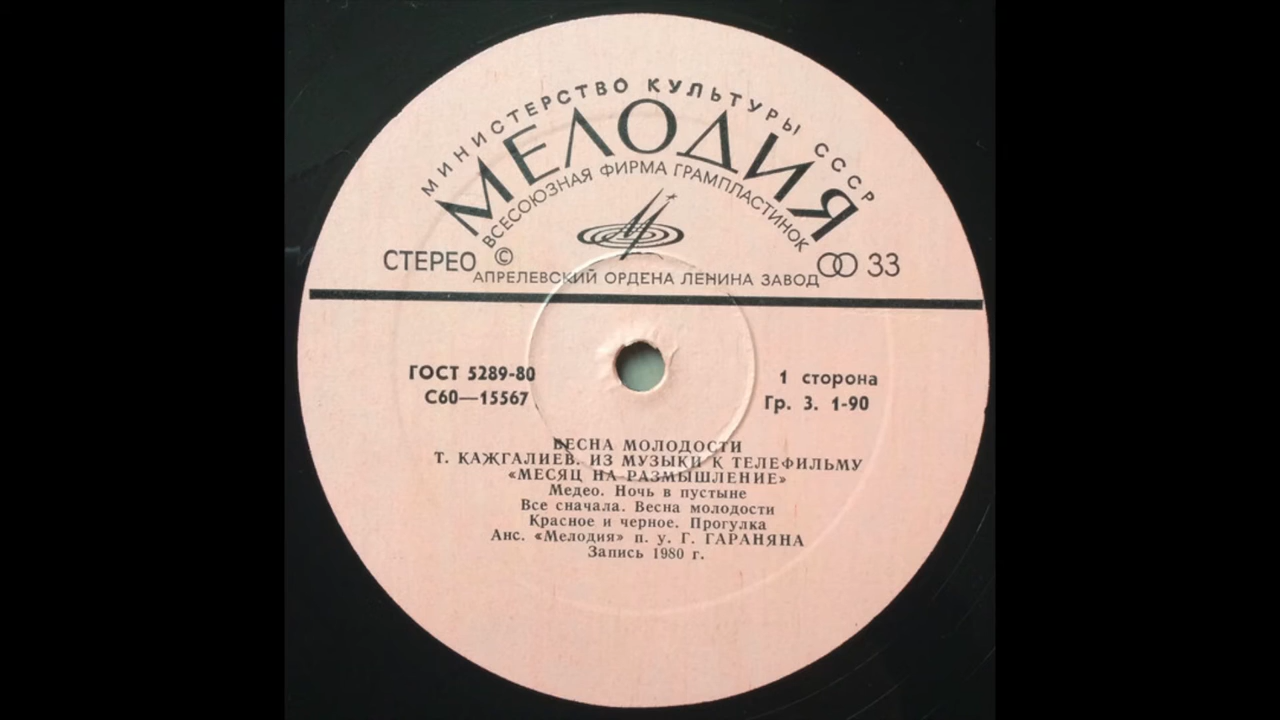 МИНИСТЕРСТВО КУЛЬТУРЫ СССР
МЕЛОДИЯ
ВСЕСОЮЗНАЯ ФИРМА ГРАМПЛАСТИНОК
СТЕРЕО © 33
АПРЕЛЕВСКИЙ ОРДЕНА ЛЕНИНА ЗАВОД
ГОСТ 5289-80
С60—15567
1 сторона
Гр. 3. 1-90
ВЕСНА МОЛОДОСТИ
Т. КАЖГАЛИЕВ. ИЗ МУЗЫКИ К ТЕЛЕФИЛЬМУ
«МЕСЯЦ НА РАЗМЫШЛЕНИЕ»
Медео. Ночь в пустыне
Все сначала. Весна молодости
Красное и черное. Прогулка
Анс. «Мелодия» п. у. Г. ГАРАНЯНА
Запись 1980 г.